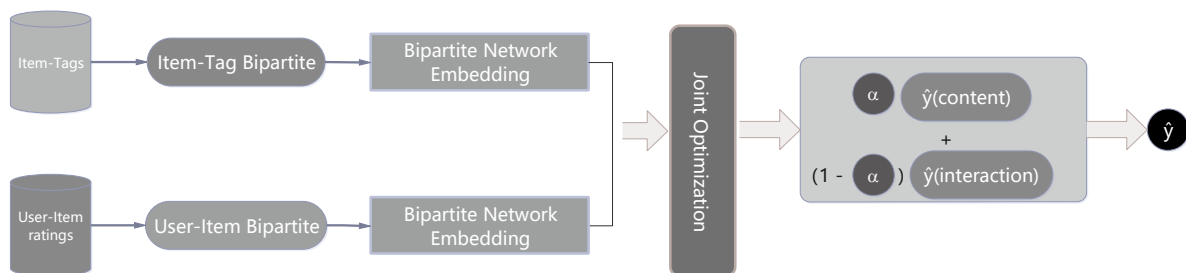 Item-Tags
Item-Tag Bipartite
Bipartite Network
Embedding
User-Item
ratings
User-Item Bipartite
Bipartite Network
Embedding
Joint Optimization
α ŷ(content)
+
(1 - α ) ŷ(interaction)
ŷ